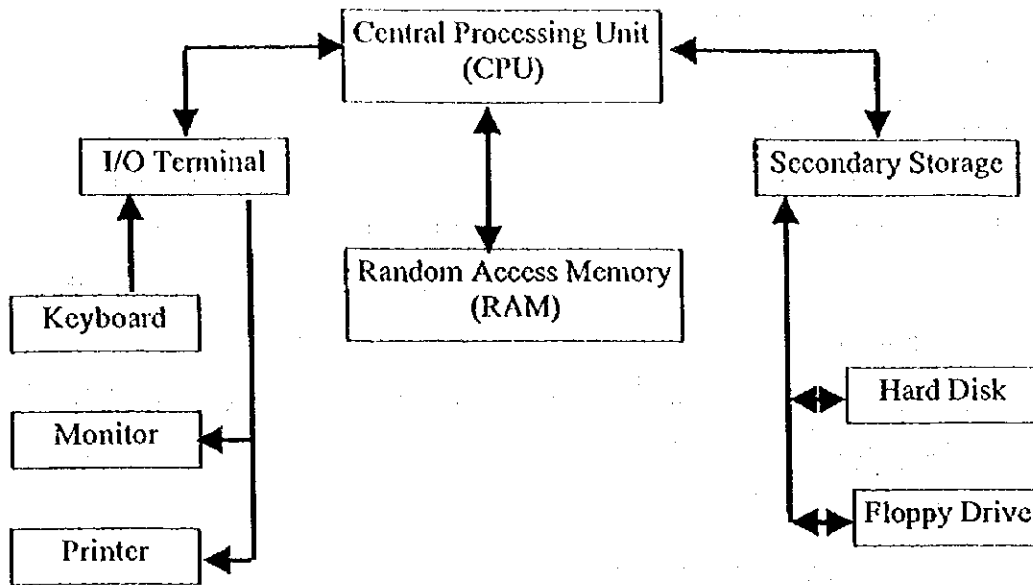 Central Processing Unit
(CPU)
I/O Terminal
Secondary Storage
Random Access Memory
(RAM)
Keyboard
Hard Disk
Monitor
Floppy Drive
Printer